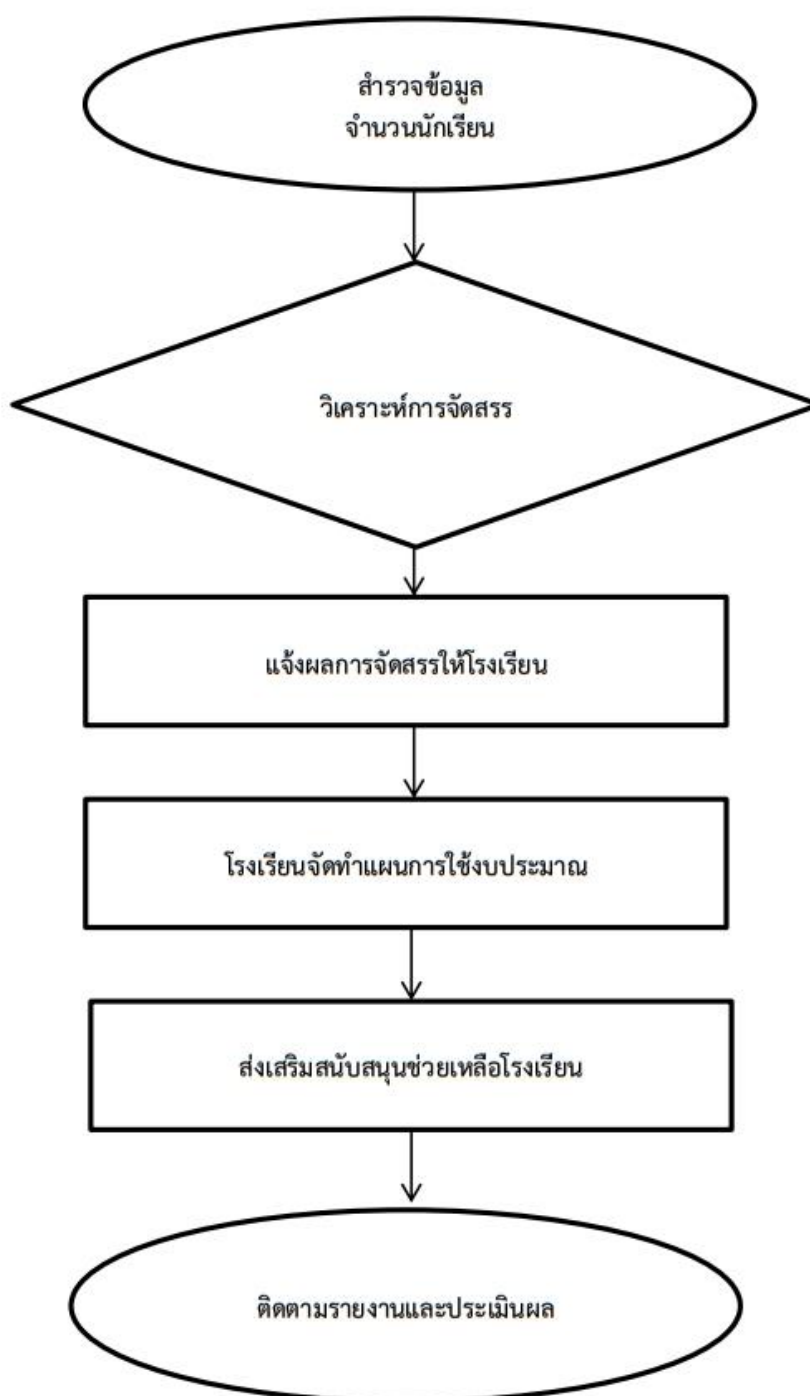 สำรวจข้อมูล
จำนวนนักเรียน
วิเคราะห์การจัดสรร
แจ้งผลการจัดสรรให้โรงเรียน
โรงเรียนจัดทำแผนการใช้งบประมาณ
ส่งเสริมสนับสนุนช่วยเหลือโรงเรียน
ติดตามรายงานและประเมินผล